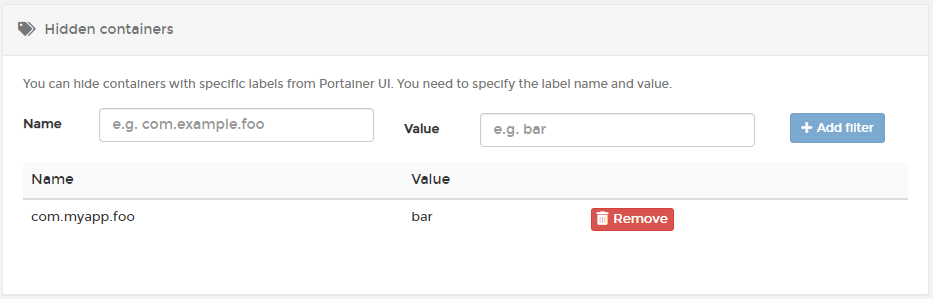 Hidden containers
You can hide containers with specific labels from Portainer UI. You need to specify the label name and value.
Name e.g. com.example.foo Value e.g. bar + Add filter
Name Value
com.myapp.foo bar Remove